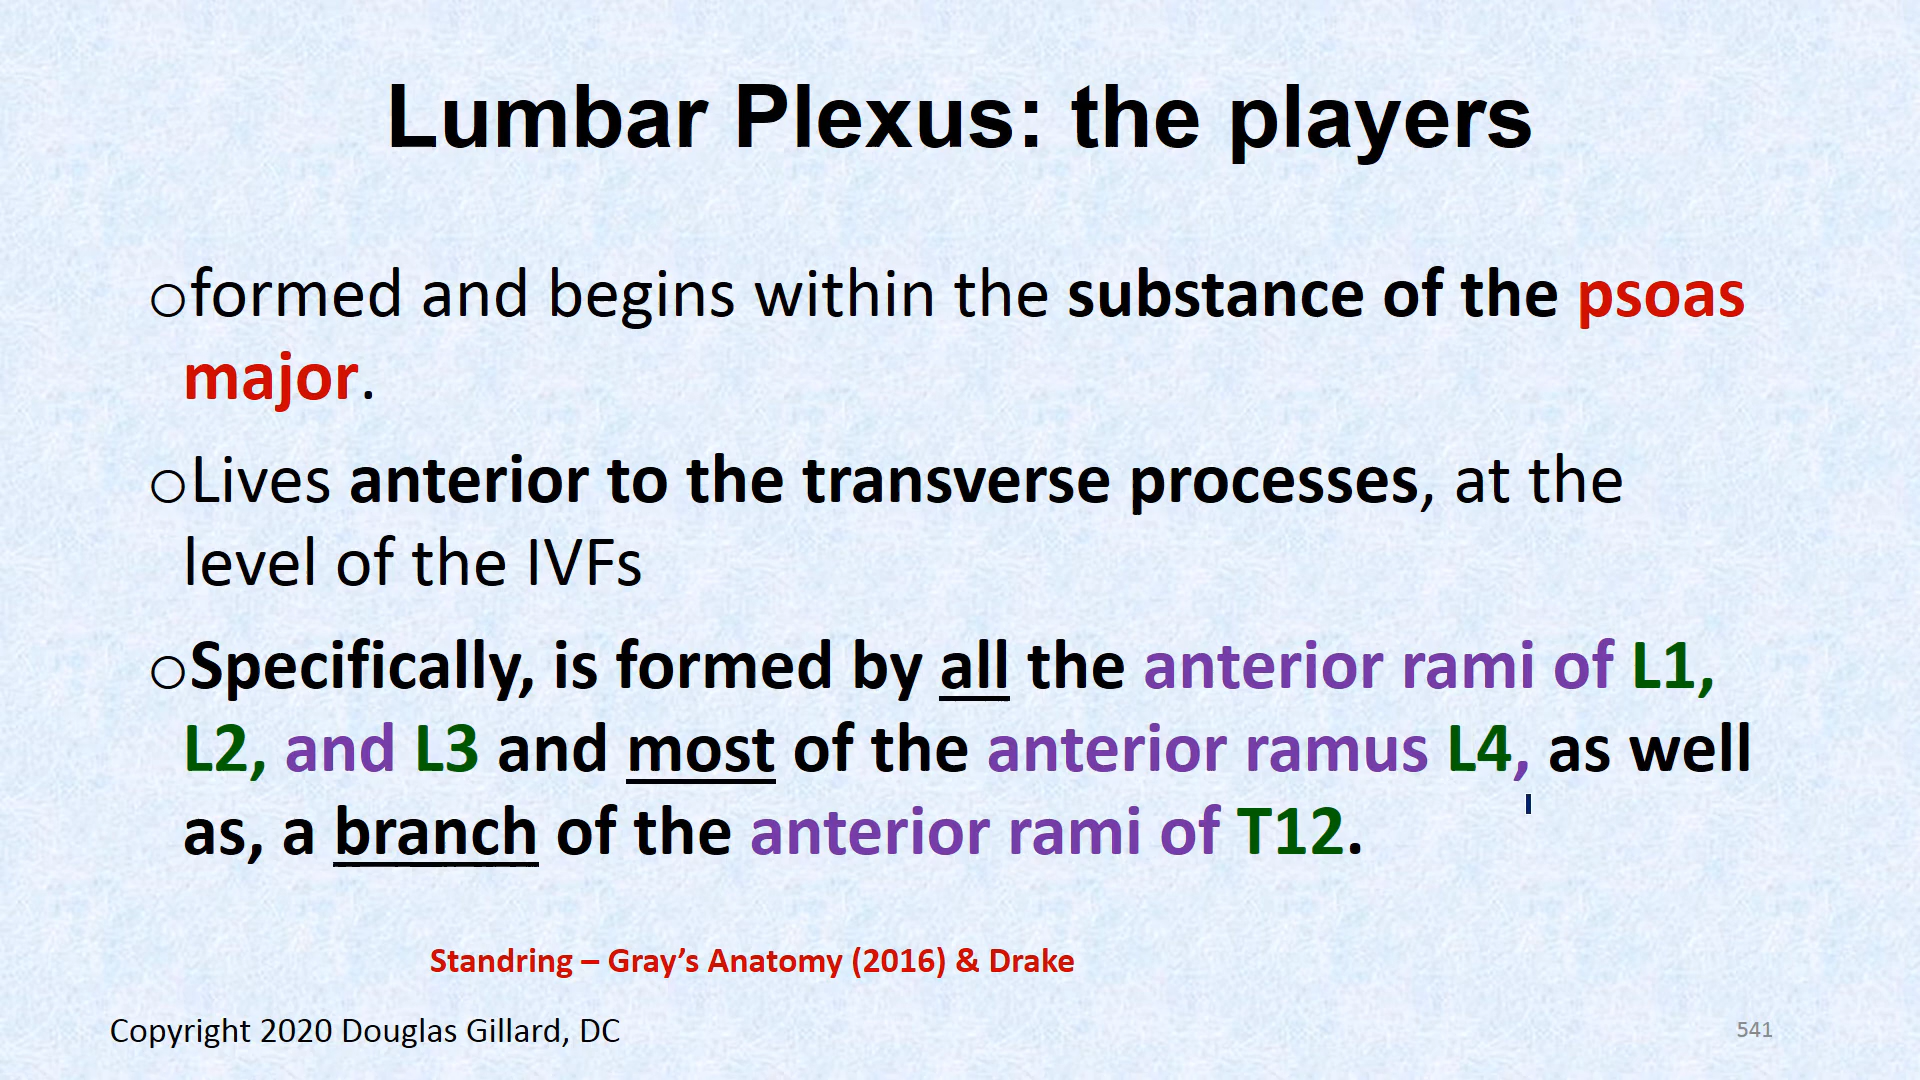 Lumbar Plexus: the players
oformed and begins within the substance of the psoas
major.
oLives anterior to the transverse processes, at the
level of the IVFs
oSpecifically, is formed by all the anterior rami of L1,
L2, and L3 and most of the anterior ramus L4, as well
as, a branch of the anterior rami of T12.
Standring – Gray’s Anatomy (2016) & Drake
Copyright 2020 Douglas Gillard, DC
541